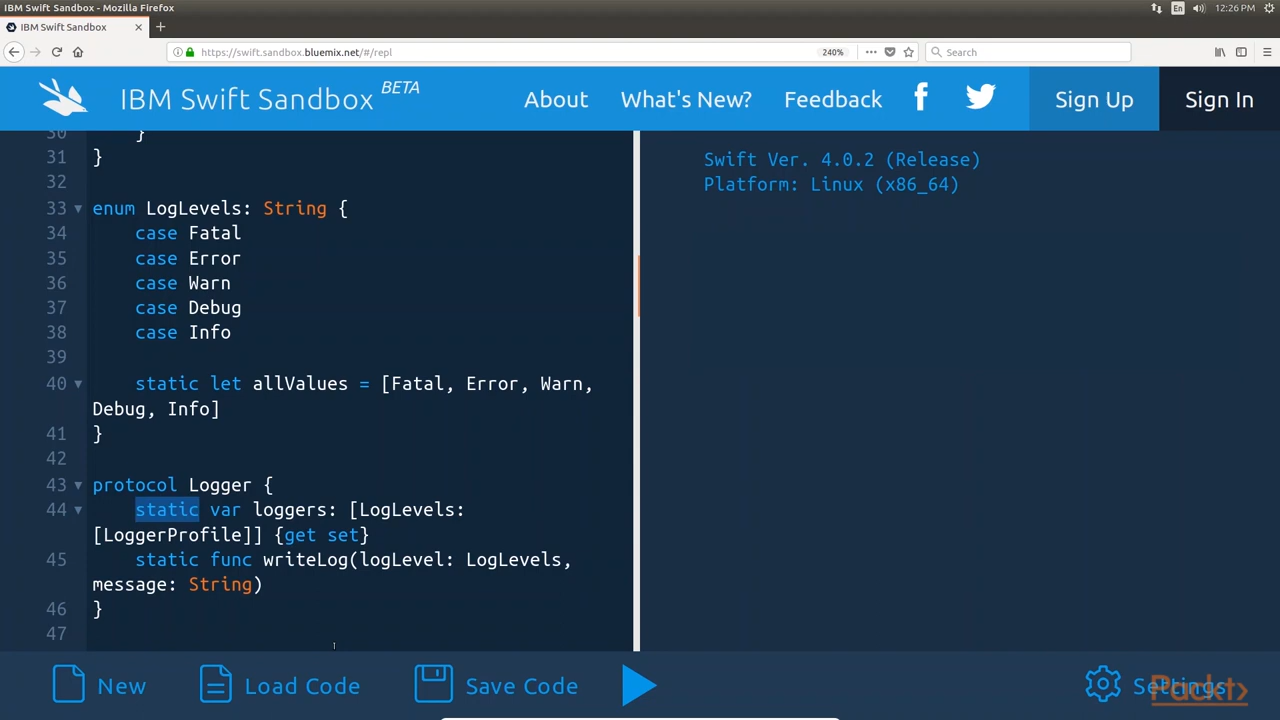 IBM Swift Sandbox - Mozilla Firefox
En
12:26 PM
IBM Swift Sandbox
https://swift.sandbox.bluemix.net/#/repl
240%
Search
IBM Swift Sandbox BETA
About
What's New?
Feedback
Sign Up
Sign In
30 }
31 }
32
33 enum LogLevels: String {
34 case Fatal
35 case Error
36 case Warn
37 case Debug
38 case Info
39
40 static let allValues = [Fatal, Error, Warn,
Debug, Info]
41 }
42
43 protocol Logger {
44 static var loggers: [LogLevels:
[LoggerProfile]] {get set}
45 static func writeLog(logLevel: LogLevels,
message: String)
46 }
47
Swift Ver. 4.0.2 (Release)
Platform: Linux (x86_64)
New
Load Code
Save Code
Settings
Packt>